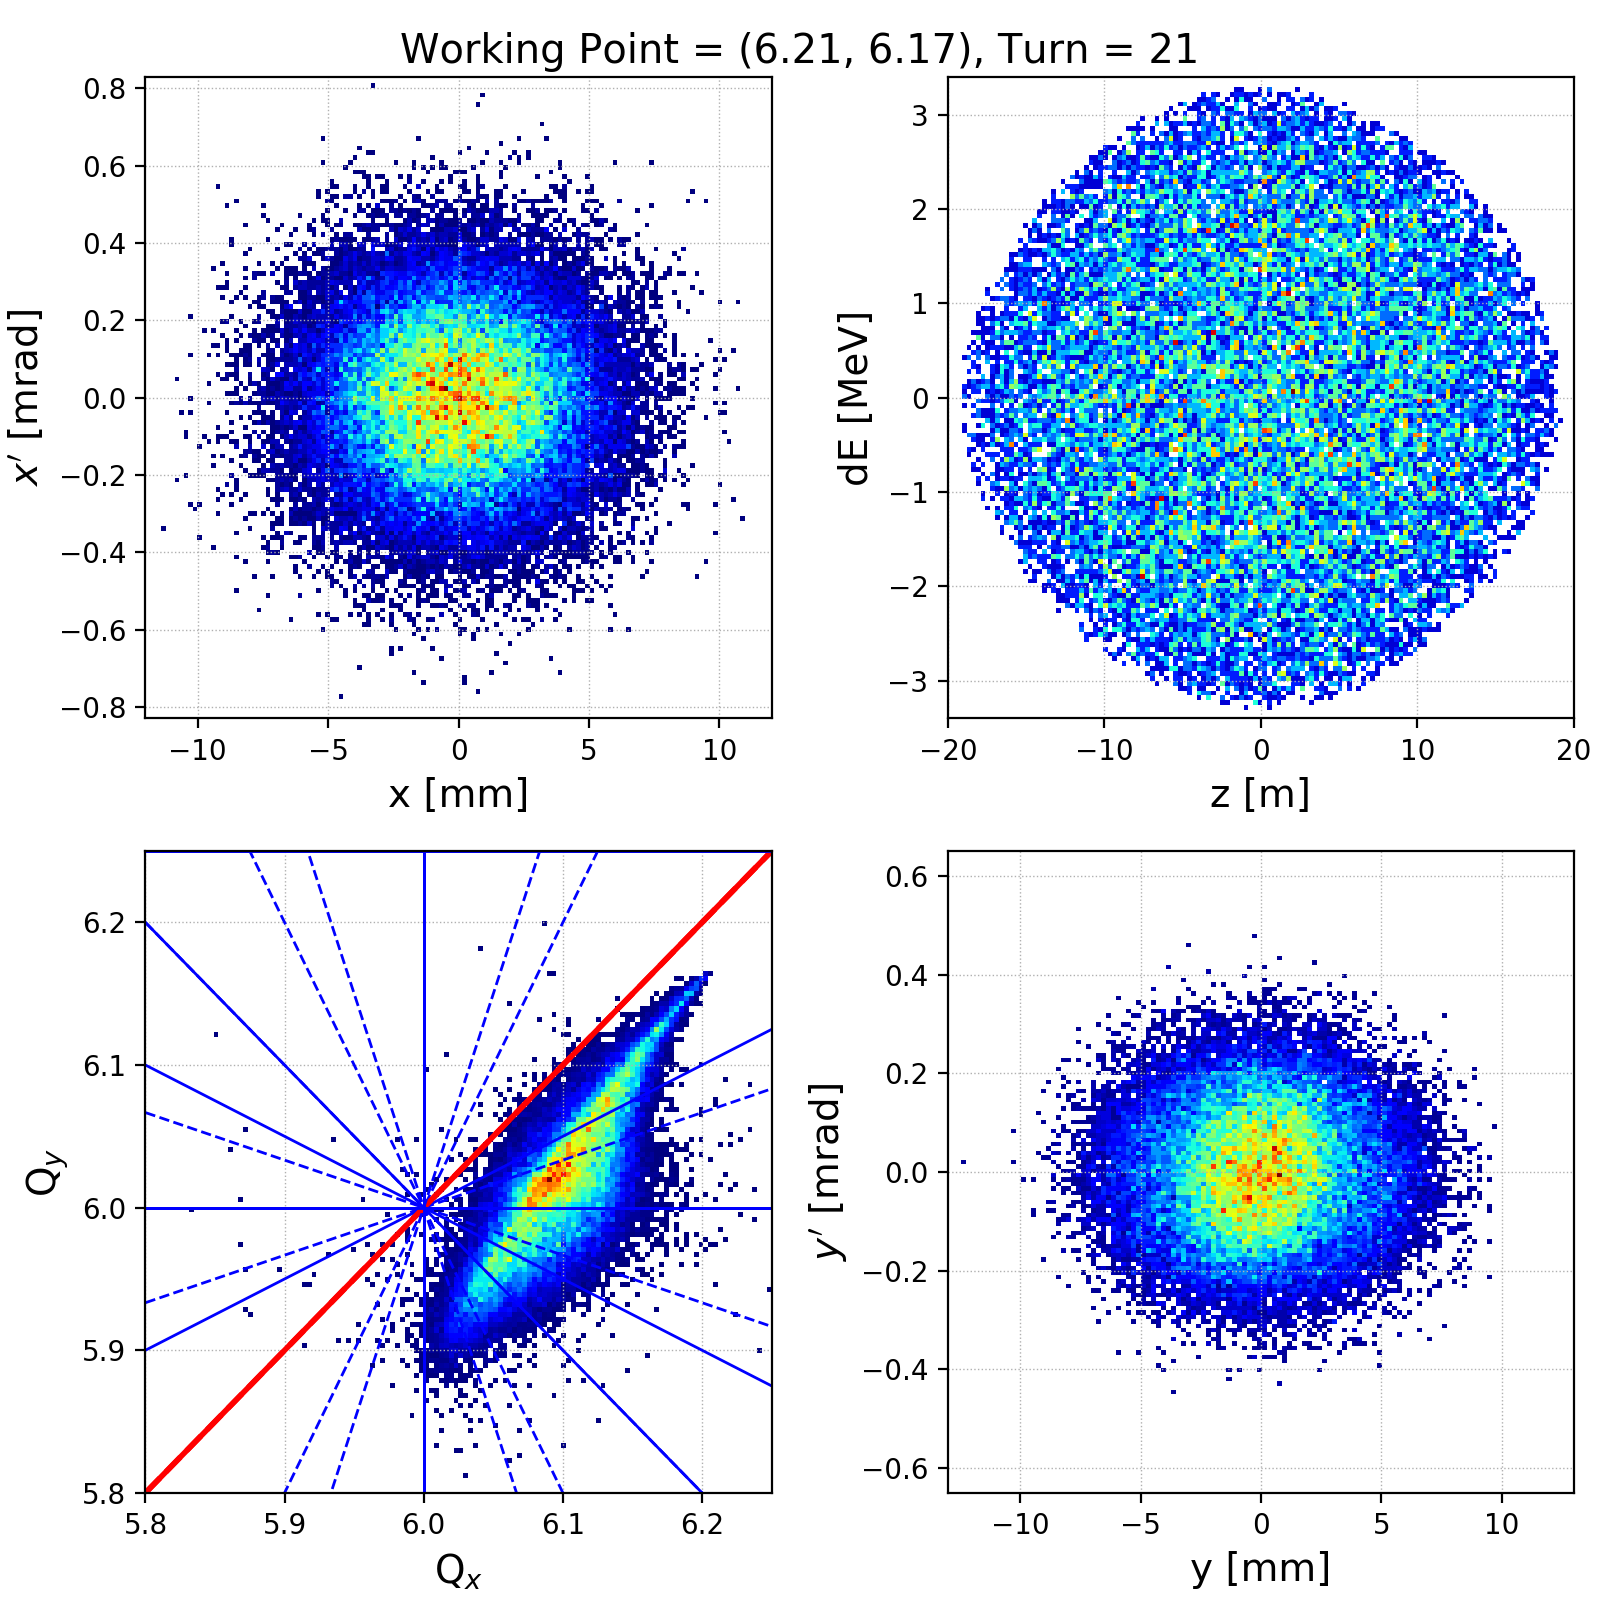 Working Point = (6.21, 6.17), Turn = 21
0.8
0.6
0.4
0.2
0.0
−0.2
−0.4
−0.6
−0.8
x′ [mrad]
−10 −5 0 5 10
x [mm]
3
2
1
0
−1
−2
−3
dE [MeV]
−20 −10 0 10 20
z [m]
6.2
6.1
6.0
5.9
5.8
Qy
5.8 5.9 6.0 6.1 6.2
Qx
0.6
0.4
0.2
0.0
−0.2
−0.4
−0.6
y′ [mrad]
−10 −5 0 5 10
y [mm]